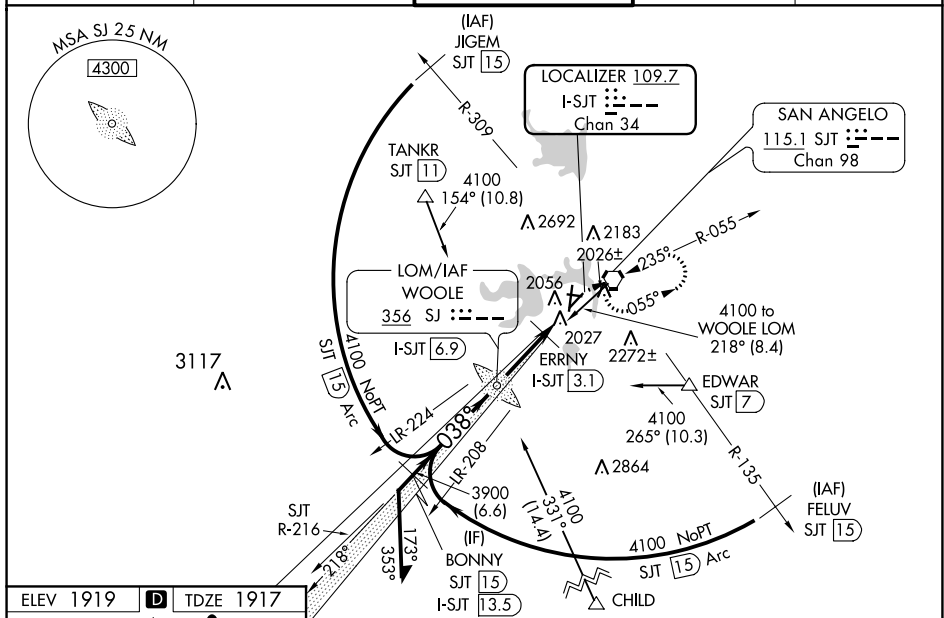 MSA SJ 25 NM
4300
(IAF)
JIGEM
SJT 15
R-309
LOCALIZER 109.7
I-SJT
Chan 34
SAN ANGELO
115.1 SJT
Chan 98
TANKR
SJT 11
4100
154° (10.8)
2692
2183
2026±
235°
R-055
055°
LOM/IAF
WOOLE
356 SJ
I-SJT 6.9
2056
4
2027
4100 to
WOOLE LOM
218° (8.4)
ERRNY
I-SJT 3.1
2272±
3117
4100 NoPT
SJT 15 Arc
EDWAR
SJT 7
4100
265° (10.3)
R-135
LR-224
038°
LR-208
2864
3900
(6.6)
4100
331°
(14.4)
(IAF)
FELUV
SJT 15
SJT
R-216
218°
173°
353°
(IF)
BONNY
SJT 15
I-SJT 13.5
4100 NoPT
SJT 15 Arc
CHILD
ELEV 1919 D TDZE 1917